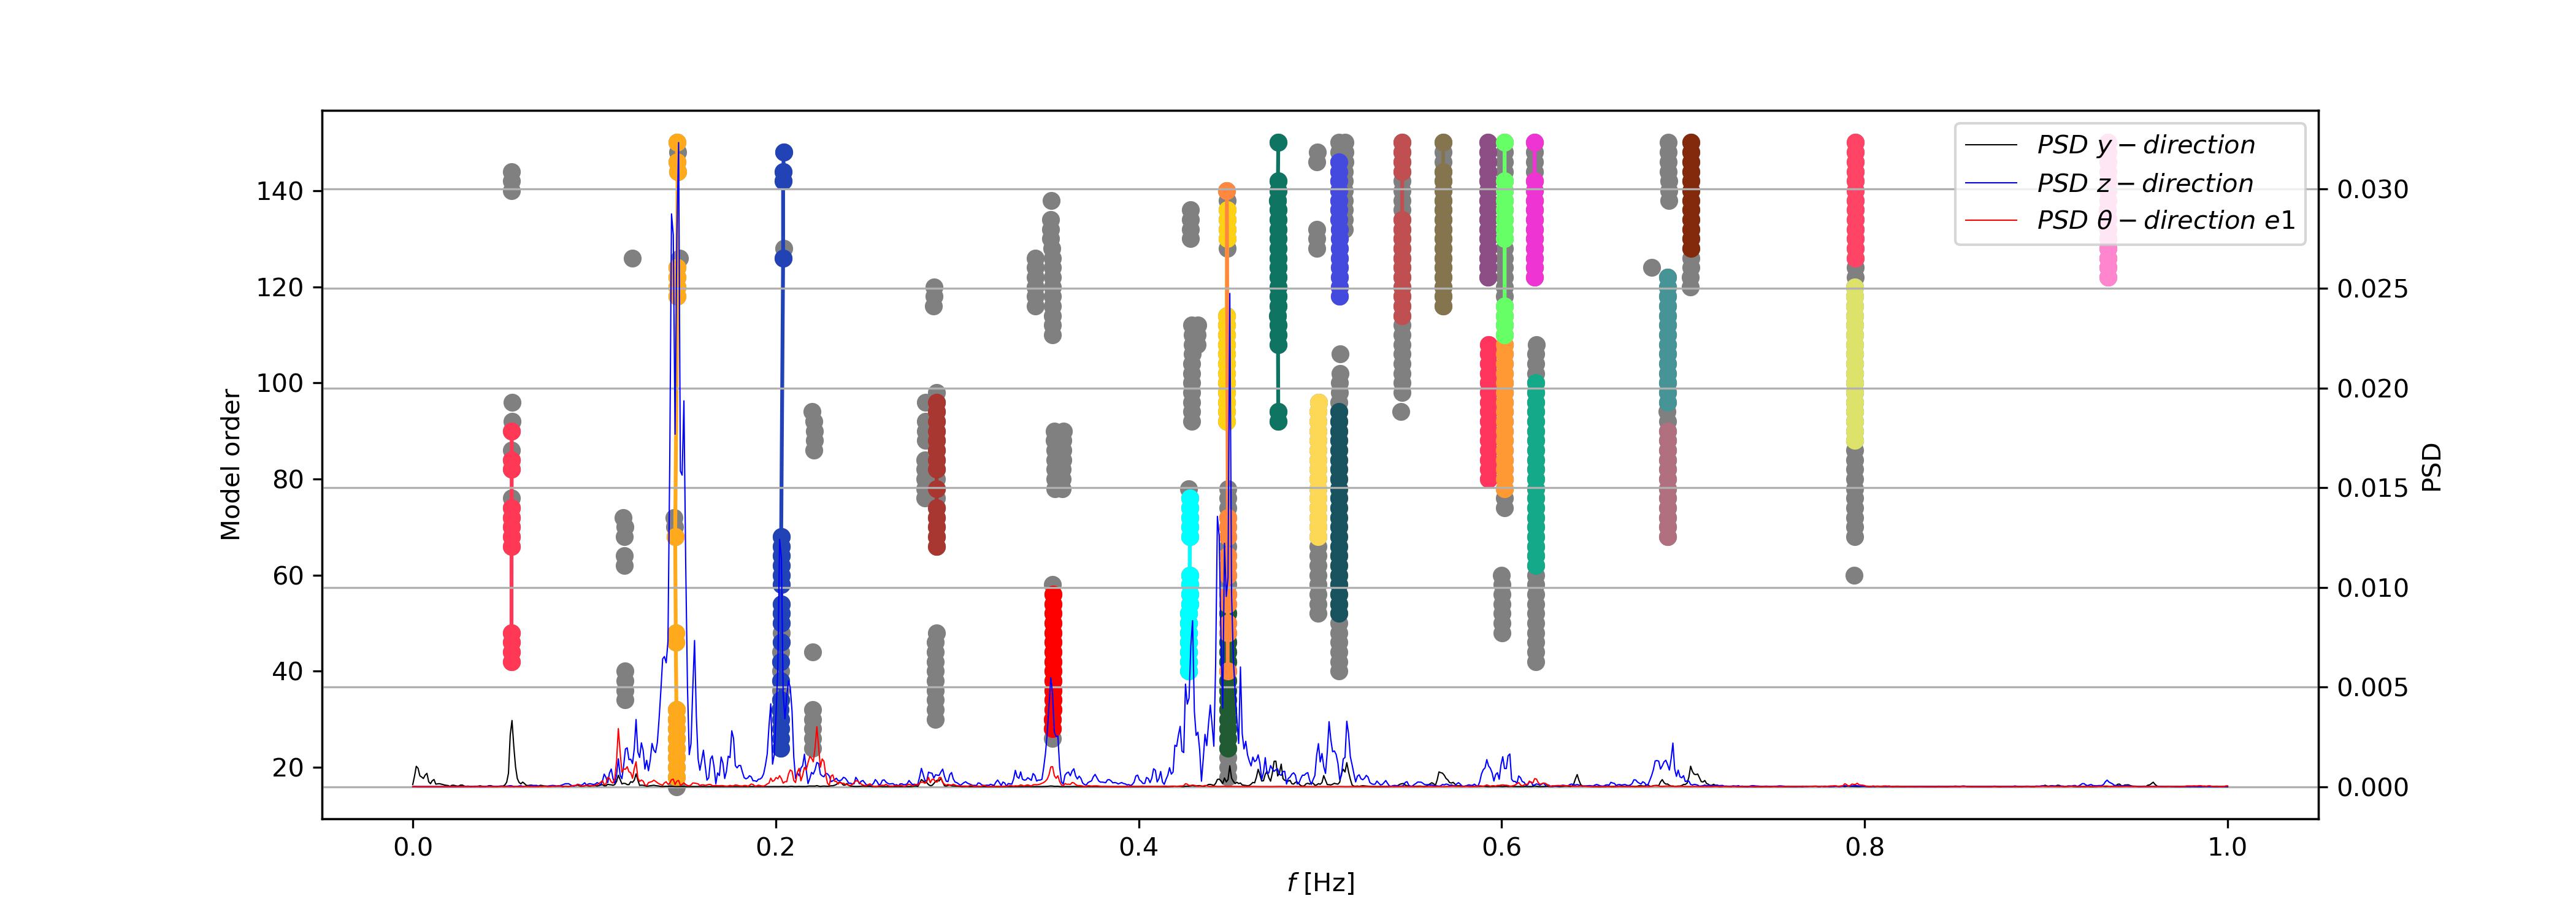 PSD y − direction
PSD z − direction
PSD θ − direction e1
140
120
100
80
60
40
20
Model order
0.030
0.025
0.020
0.015
0.010
0.005
0.000
PSD
0.0 0.2 0.4 0.6 0.8 1.0
f [Hz]